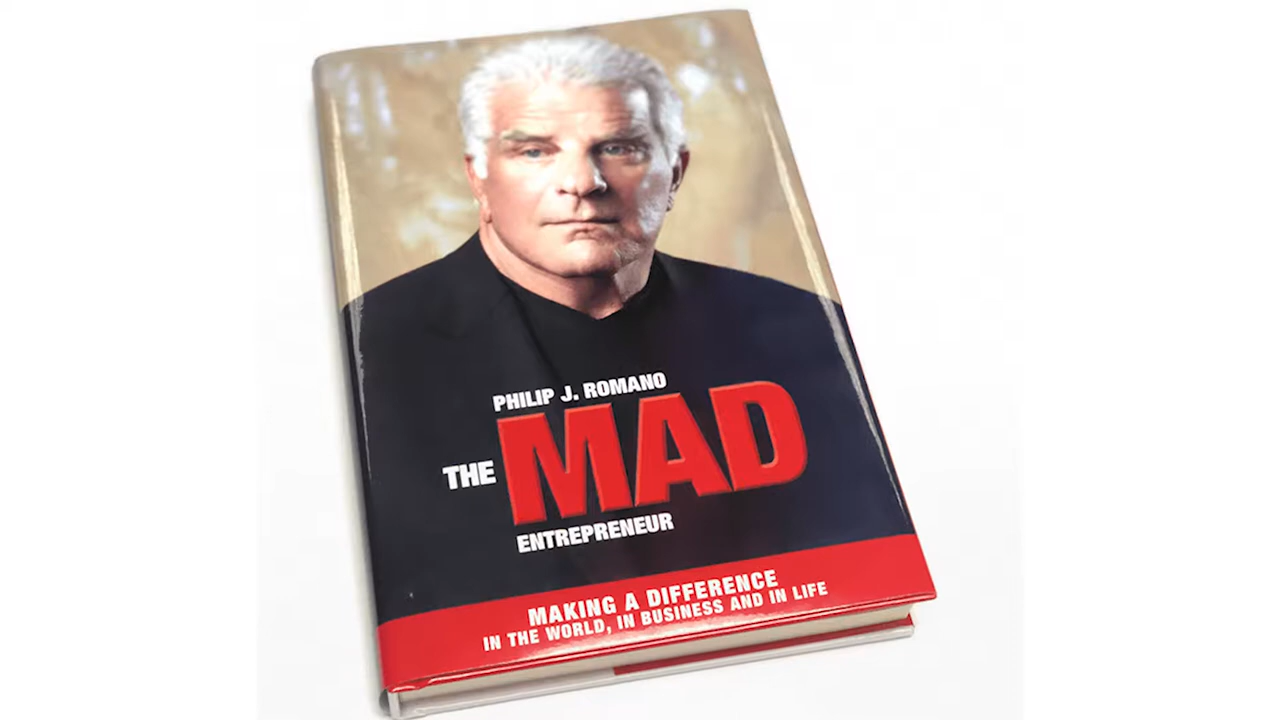 PHILIP J. ROMANO
THE MAD
ENTREPRENEUR
MAKING A DIFFERENCE
IN THE WORLD, IN BUSINESS AND IN LIFE